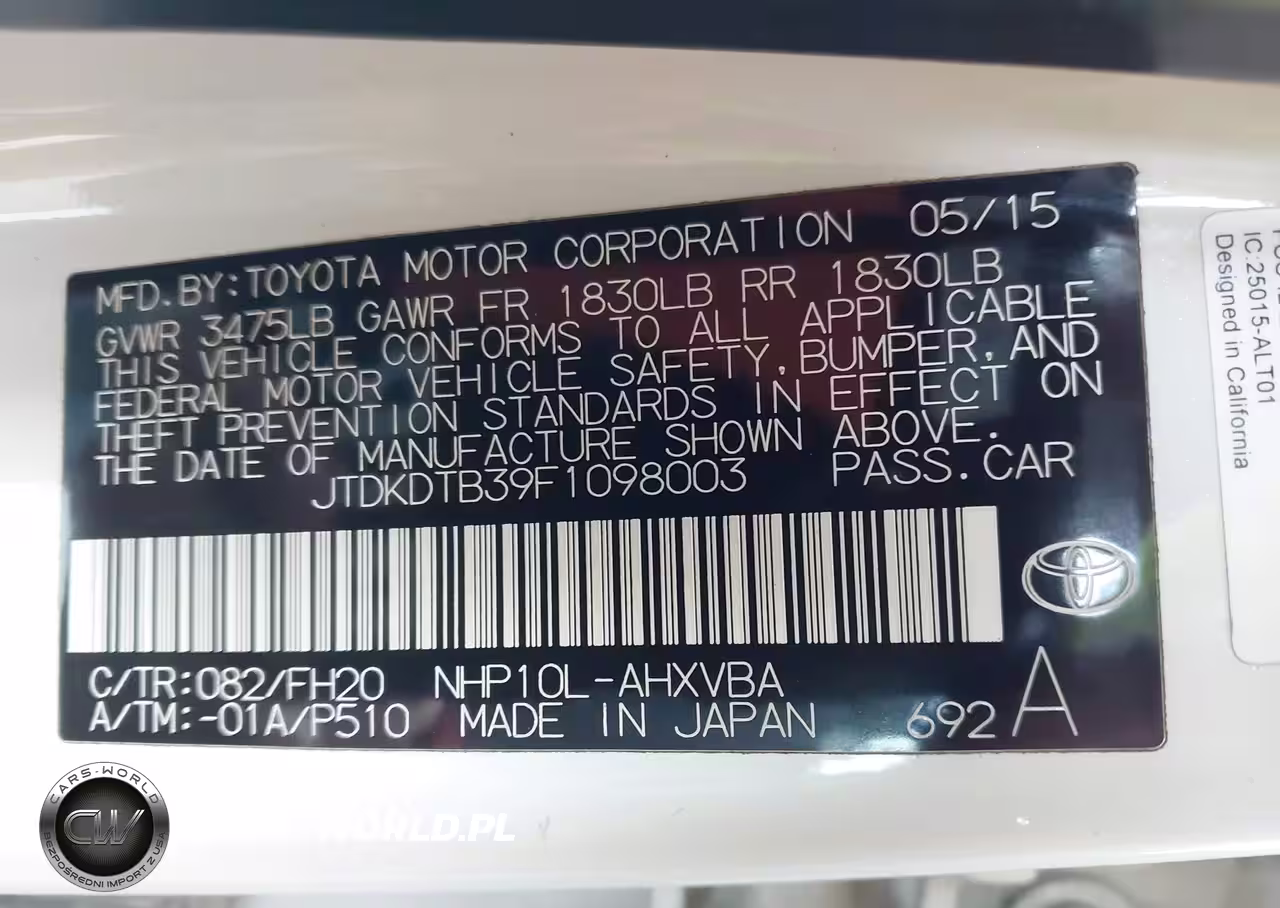 MFD.BY:TOYOTA MOTOR CORPORATION 05/15
GVWR 3475LB GAWR FR 1830LB RR 1830LB
THIS VEHICLE CONFORMS TO ALL APPLICABLE
FEDERAL MOTOR VEHICLE SAFETY, BUMPER, AND
THEFT PREVENTION STANDARDS IN EFFECT ON
THE DATE OF MANUFACTURE SHOWN ABOVE.
JTDKDTB39F1098003 PASS.CAR
C/TR:082/FH20 NHP10L-AHXVBA
A/TM:-01A/P510 MADE IN JAPAN 692 A
IC:25015-ALT01
Designed in California
CARS-WORLD
CW
BEZPOŚREDNI IMPORT Z USA
WORLD.PL